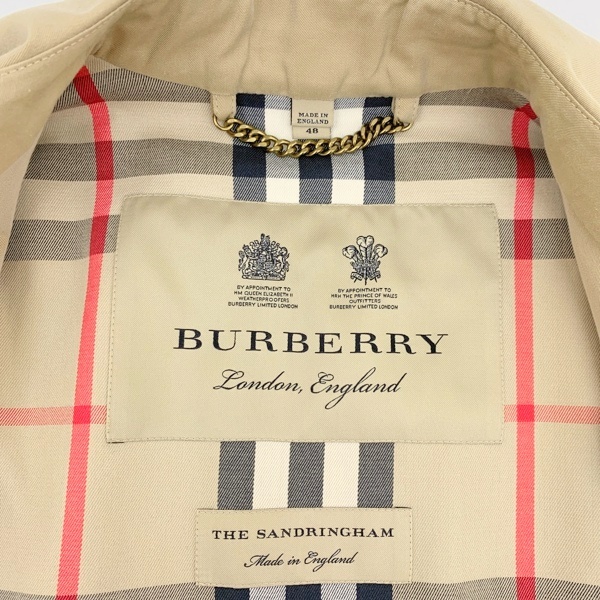 MADE IN
ENGLAND
48
BY APPOINTMENT TO
HM QUEEN ELIZABETH II
WEATHERPROOFERS
BURBERRY LIMITED LONDON
BY APPOINTMENT TO
HRH THE PRINCE OF WALES
OUTFITTERS
BURBERRY LIMITED LONDON
BURBERRY
London, England
THE SANDRINGHAM
Made in England